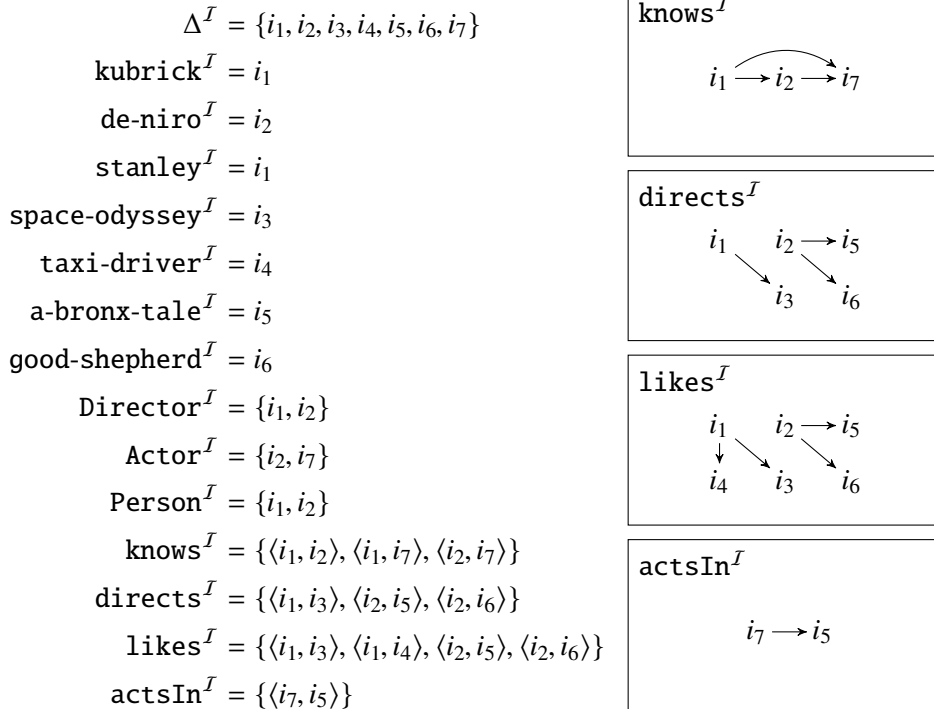 Δ^I = {i₁, i₂, i₃, i₄, i₅, i₆, i₇}
kubrick^I = i₁
de-niro^I = i₂
stanley^I = i₁
space-odyssey^I = i₃
taxi-driver^I = i₄
a-bronx-tale^I = i₅
good-shepherd^I = i₆
Director^I = {i₁, i₂}
Actor^I = {i₂, i₇}
Person^I = {i₁, i₂}
knows^I = {⟨i₁, i₂⟩, ⟨i₁, i₇⟩, ⟨i₂, i₇⟩}
directs^I = {⟨i₁, i₃⟩, ⟨i₂, i₅⟩, ⟨i₂, i₆⟩}
likes^I = {⟨i₁, i₃⟩, ⟨i₁, i₄⟩, ⟨i₂, i₅⟩, ⟨i₂, i₆⟩}
actsIn^I = {⟨i₇, i₅⟩}
knows^I
i₁ i₂ i₇
directs^I
i₁ i₂ i₅
i₃ i₆
likes^I
i₁ i₂ i₅
i₄ i₃ i₆
actsIn^I
i₇ i₅